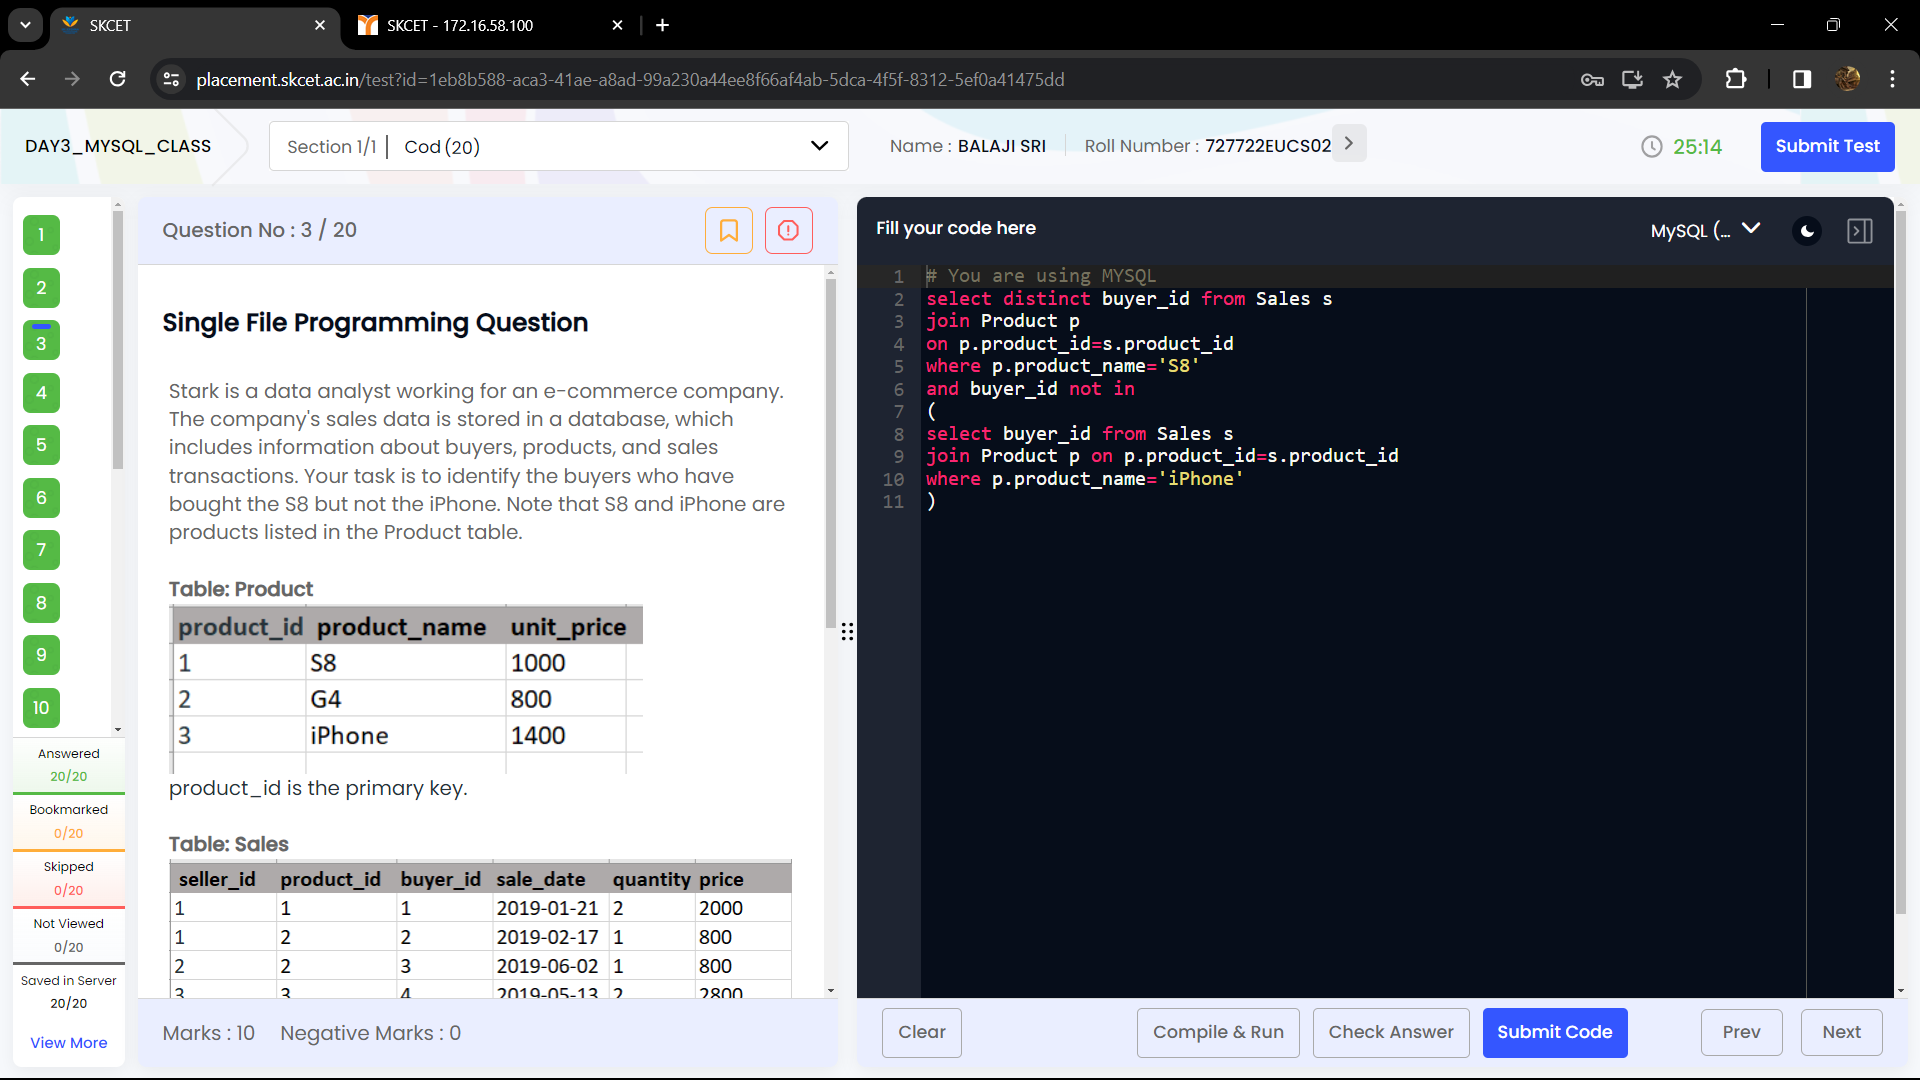 SKCET
SKCET - 172.16.58.100
placement.skcet.ac.in/test?id=1eb8b588-aca3-41ae-a8ad-99a230a44ee8f66af4ab-5dca-4f5f-8312-5ef0a41475dd
DAY3_MYSQL_CLASS
Section 1/1 | Cod (20)
Name : BALAJI SRI
Roll Number : 727722EUCS02
25:14
Submit Test
1
2
3
4
5
6
7
8
9
10
Answered
20/20
Bookmarked
0/20
Skipped
0/20
Not Viewed
0/20
Saved in Server
20/20
View More
Question No : 3 / 20
Single File Programming Question
Stark is a data analyst working for an e-commerce company.
The company's sales data is stored in a database, which
includes information about buyers, products, and sales
transactions. Your task is to identify the buyers who have
bought the S8 but not the iPhone. Note that S8 and iPhone are
products listed in the Product table.
Table: Product
product_id product_name unit_price
1 S8 1000
2 G4 800
3 iPhone 1400
product_id is the primary key.
Table: Sales
seller_id product_id buyer_id sale_date quantity price
1 1 1 2019-01-21 2 2000
1 2 2 2019-02-17 1 800
2 2 3 2019-06-02 1 800
3 3 4 2019-05-13 2 2800
Marks : 10 Negative Marks : 0
Fill your code here
MySQL (...
1 # You are using MYSQL
2 select distinct buyer_id from Sales s
3 join Product p
4 on p.product_id=s.product_id
5 where p.product_name='S8'
6 and buyer_id not in
7 (
8 select buyer_id from Sales s
9 join Product p on p.product_id=s.product_id
10 where p.product_name='iPhone'
11 )
Clear
Compile & Run
Check Answer
Submit Code
Prev
Next